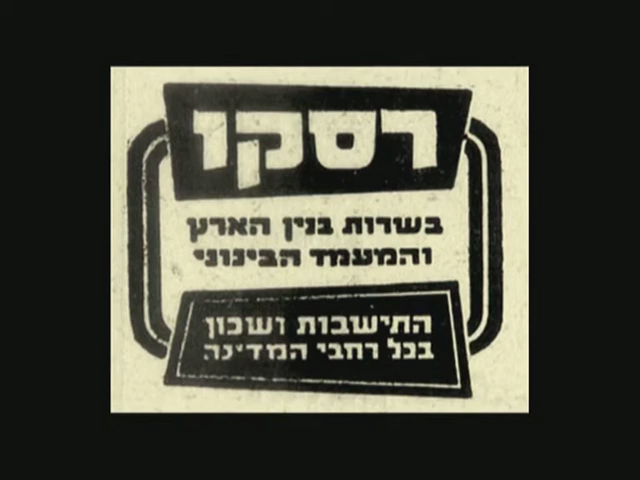 רסקו
בשרות בנין הארץ
והמעמד הבינוני
התישבות ושכון
בכל רחבי המדינה